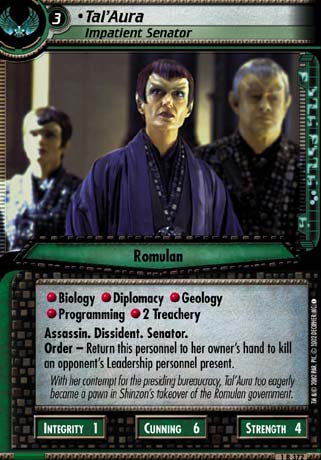 3
•Tal'Aura
Impatient Senator
Romulan
Biology Diplomacy Geology
Programming 2 Treachery
Assassin. Dissident. Senator.
Order – Return this personnel to her owner's hand to kill
an opponent's Leadership personnel present.
With her contempt for the presiding bureaucracy, Tal'Aura too eagerly
became a pawn in Shinzon's takeover of the Romulan government.
INTEGRITY 1 CUNNING 6 STRENGTH 4
1 R 372